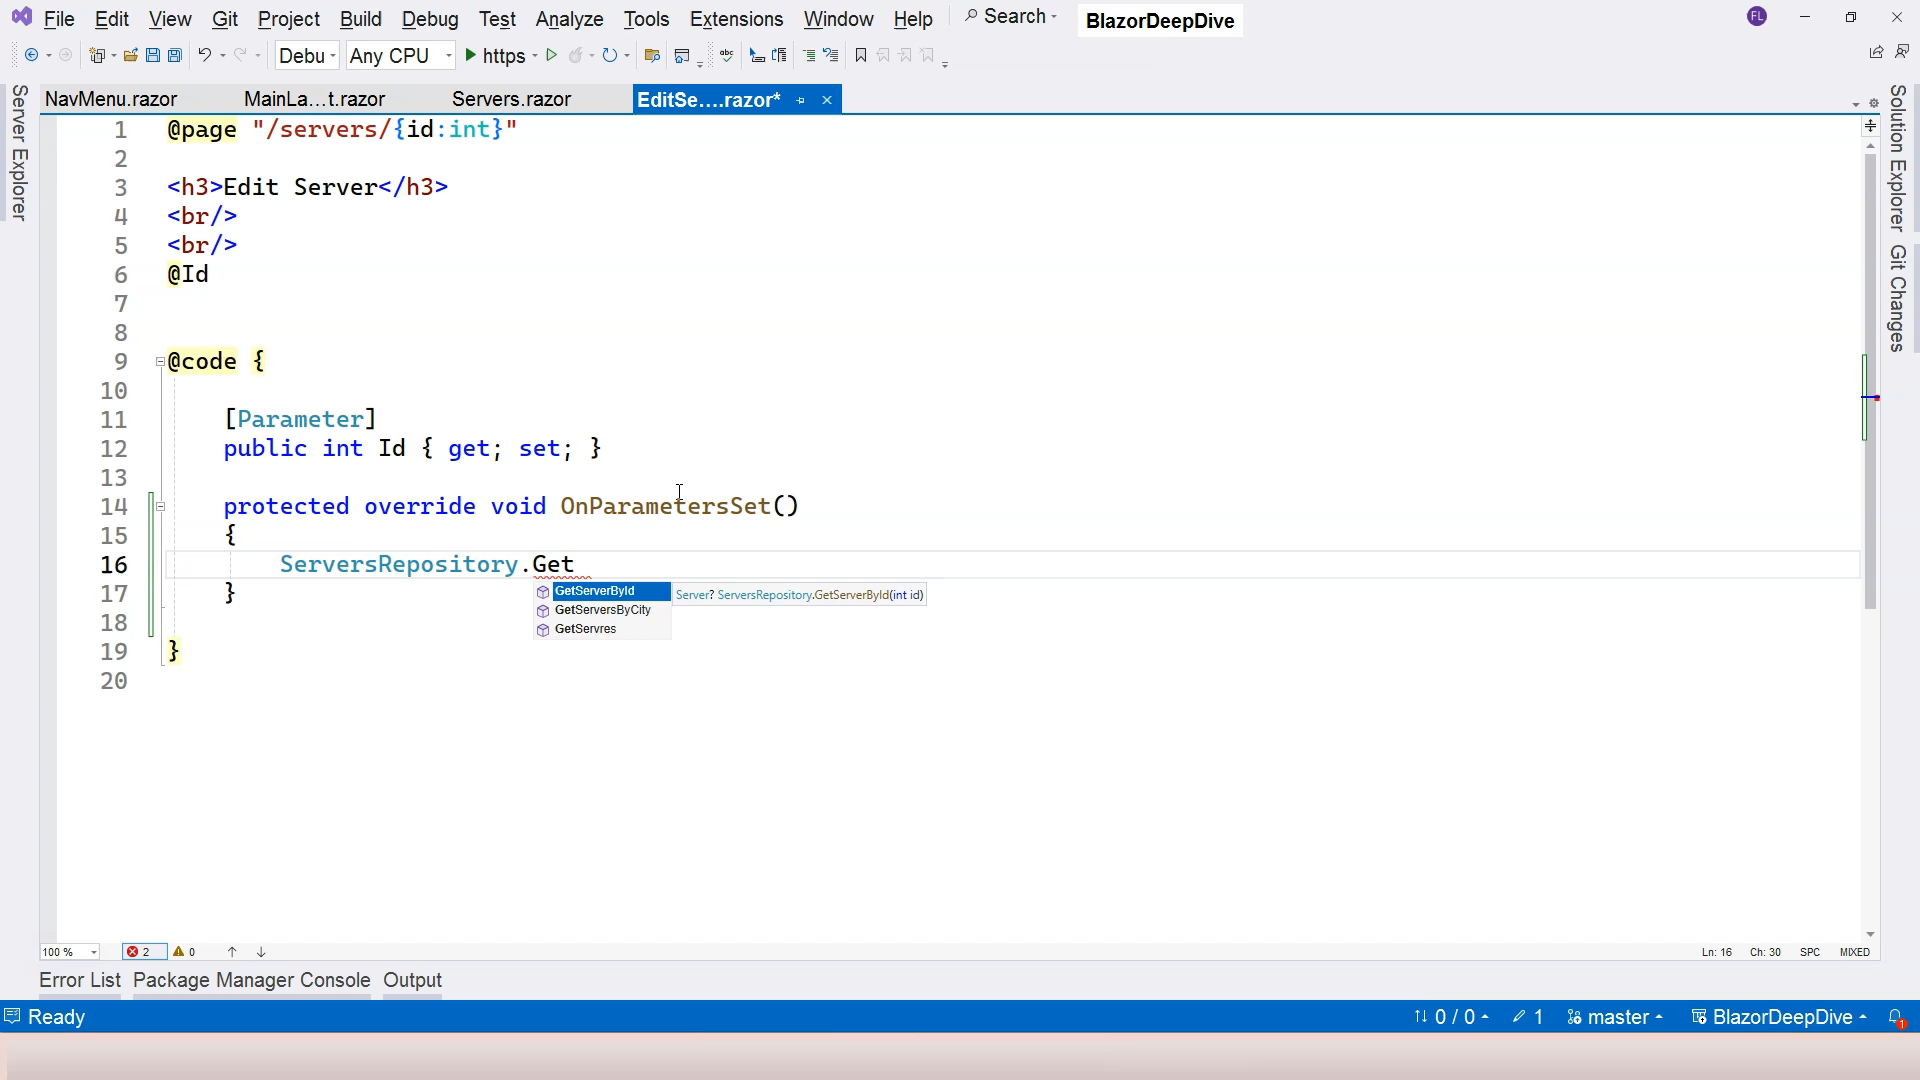 File Edit View Git Project Build Debug Test Analyze Tools Extensions Window Help Search BlazorDeepDive FL
Debu Any CPU https abc
NavMenu.razor MainLa...t.razor Servers.razor EditSe....razor*
Server Explorer
Solution Explorer
Git Changes
1 @page "/servers/{id:int}"
2
3 <h3>Edit Server</h3>
4 <br/>
5 <br/>
6 @Id
7
8
9 @code {
10
11 [Parameter]
12 public int Id { get; set; }
13
14 protected override void OnParametersSet()
15 {
16 ServersRepository.Get
17 }
GetServerById Server? ServersRepository.GetServerById(int id)
GetServersByCity
GetServres
18
19 }
20
100 % 2 0 Ln: 16 Ch: 30 SPC MIXED
Error List Package Manager Console Output
Ready 0 / 0 1 master BlazorDeepDive 1